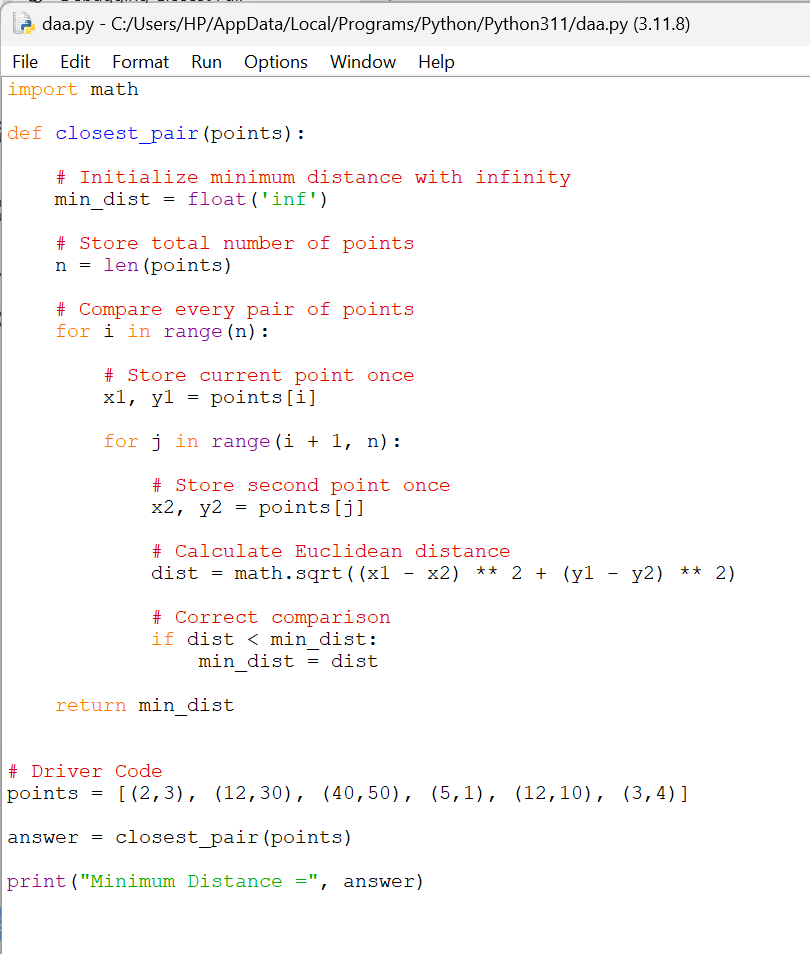 daa.py - C:/Users/HP/AppData/Local/Programs/Python/Python311/daa.py (3.11.8)
File Edit Format Run Options Window Help
import math

def closest_pair(points):

    # Initialize minimum distance with infinity
    min_dist = float('inf')

    # Store total number of points
    n = len(points)

    # Compare every pair of points
    for i in range(n):

        # Store current point once
        x1, y1 = points[i]

        for j in range(i + 1, n):

            # Store second point once
            x2, y2 = points[j]

            # Calculate Euclidean distance
            dist = math.sqrt((x1 - x2) ** 2 + (y1 - y2) ** 2)

            # Correct comparison
            if dist < min_dist:
                min_dist = dist

    return min_dist


# Driver Code
points = [(2,3), (12,30), (40,50), (5,1), (12,10), (3,4)]

answer = closest_pair(points)

print("Minimum Distance =", answer)